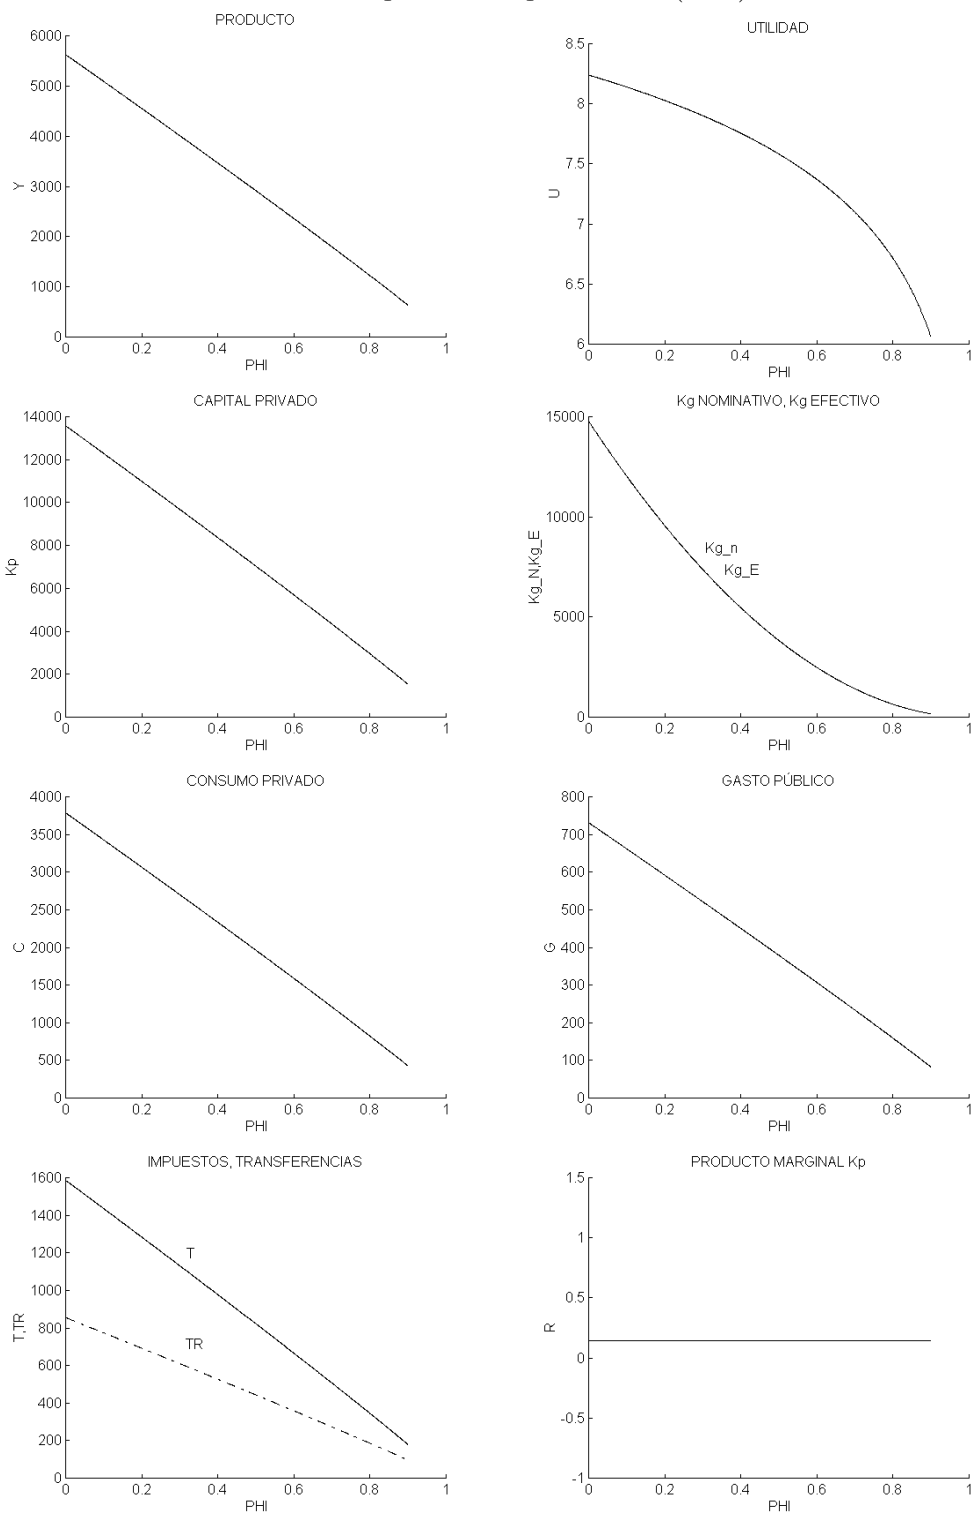 PRODUCTO
6000
5000
4000
3000
2000
1000
0
Y
0 0.2 0.4 0.6 0.8 1
PHI
UTILIDAD
8.5
8
7.5
7
6.5
6
U
0 0.2 0.4 0.6 0.8 1
PHI
CAPITAL PRIVADO
14000
12000
10000
8000
6000
4000
2000
0
Kp
0 0.2 0.4 0.6 0.8 1
PHI
Kg NOMINATIVO, Kg EFECTIVO
15000
10000
5000
0
Kg_N,Kg_E
Kg_n
Kg_E
0 0.2 0.4 0.6 0.8 1
PHI
CONSUMO PRIVADO
4000
3500
3000
2500
2000
1500
1000
500
0
C
0 0.2 0.4 0.6 0.8 1
PHI
GASTO PÚBLICO
800
700
600
500
400
300
200
100
0
G
0 0.2 0.4 0.6 0.8 1
PHI
IMPUESTOS, TRANSFERENCIAS
1600
1400
1200
1000
800
600
400
200
0
T,TR
T
TR
0 0.2 0.4 0.6 0.8 1
PHI
PRODUCTO MARGINAL Kp
1.5
1
0.5
0
-0.5
-1
R
0 0.2 0.4 0.6 0.8 1
PHI